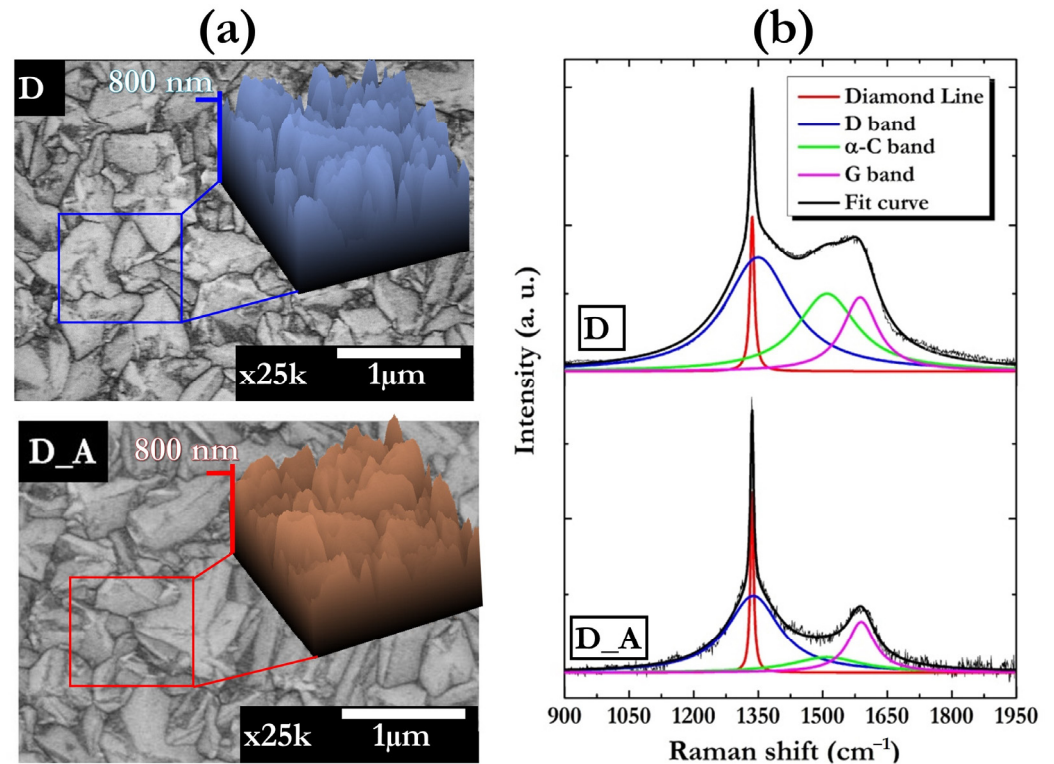 (a)
D
800 nm
x25k
1µm
D_A
800 nm
x25k
1µm
(b)
Diamond Line
D band
α-C band
G band
Fit curve
D
D_A
Intensity (a. u.)
900 1050 1200 1350 1500 1650 1800 1950
Raman shift (cm⁻¹)